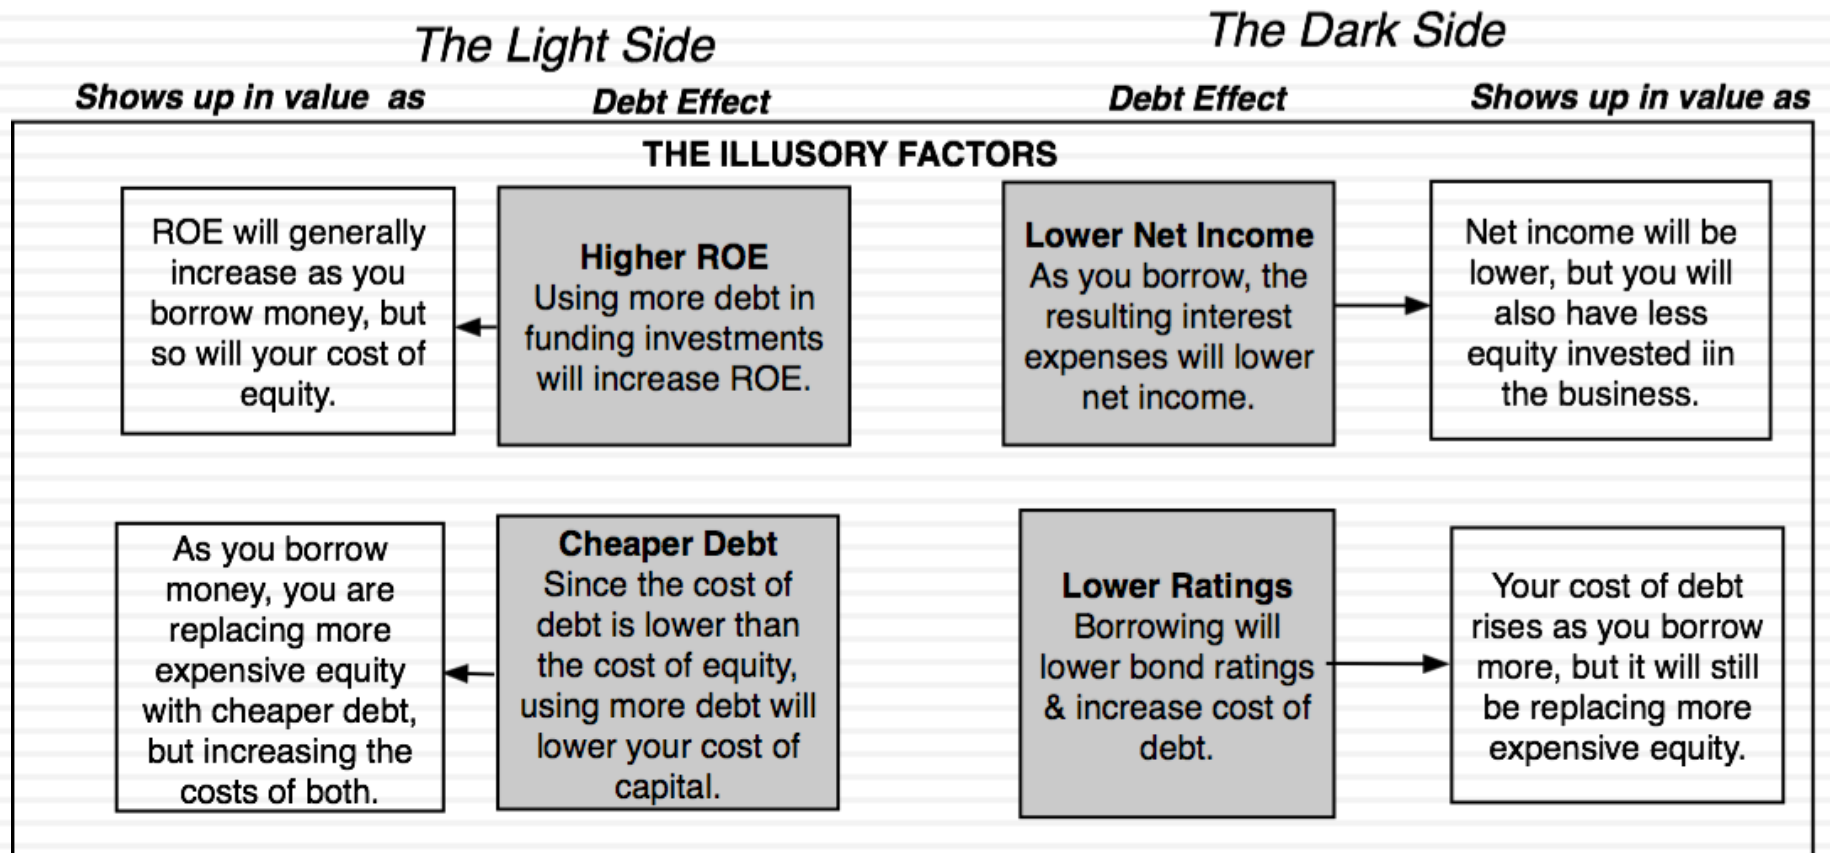 The Light Side
The Dark Side
Shows up in value as
Debt Effect
Debt Effect
Shows up in value as
THE ILLUSORY FACTORS
ROE will generally
increase as you
borrow money, but
so will your cost of
equity.
Higher ROE
Using more debt in
funding investments
will increase ROE.
Lower Net Income
As you borrow, the
resulting interest
expenses will lower
net income.
Net income will be
lower, but you will
also have less
equity invested iin
the business.
As you borrow
money, you are
replacing more
expensive equity
with cheaper debt,
but increasing the
costs of both.
Cheaper Debt
Since the cost of
debt is lower than
the cost of equity,
using more debt will
lower your cost of
capital.
Lower Ratings
Borrowing will
lower bond ratings
& increase cost of
debt.
Your cost of debt
rises as you borrow
more, but it will still
be replacing more
expensive equity.